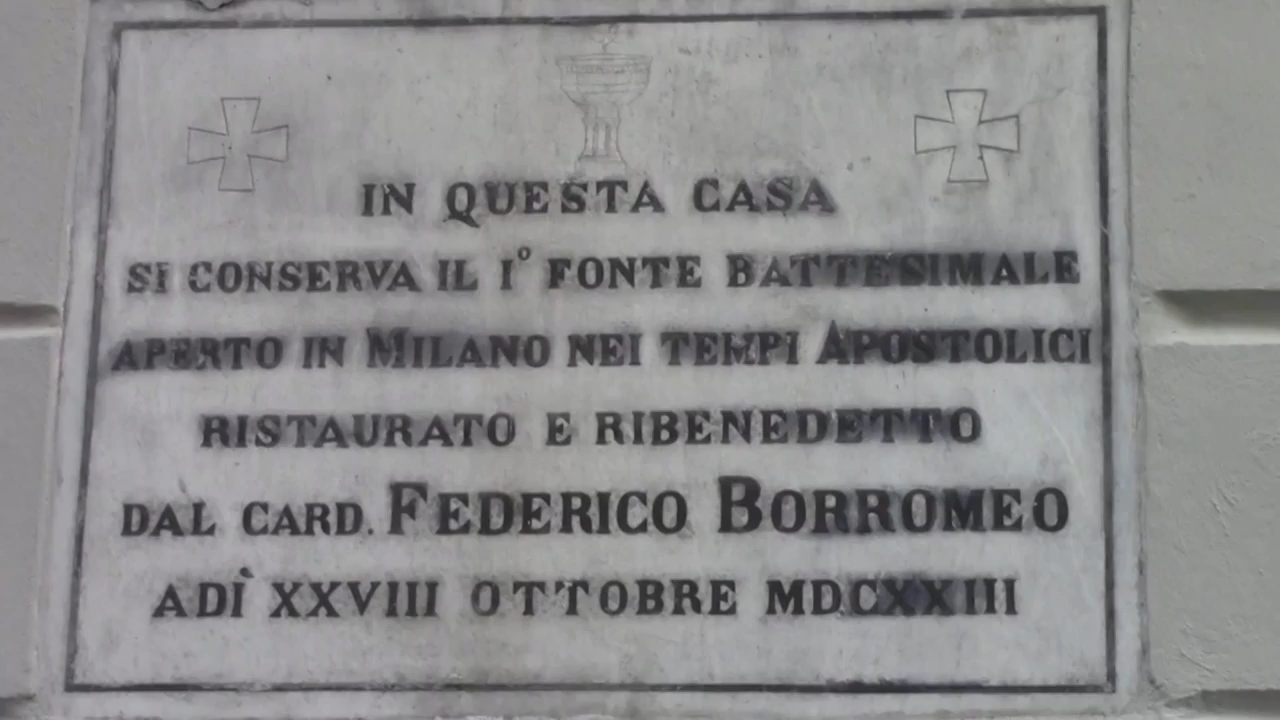 IN QUESTA CASA
SI CONSERVA IL Iº FONTE BATTESIMALE
APERTO IN MILANO NEI TEMPI APOSTOLICI
RISTAURATO E RIBENEDETTO
DAL CARD. FEDERICO BORROMEO
ADÌ XXVIII OTTOBRE MDCXXIII